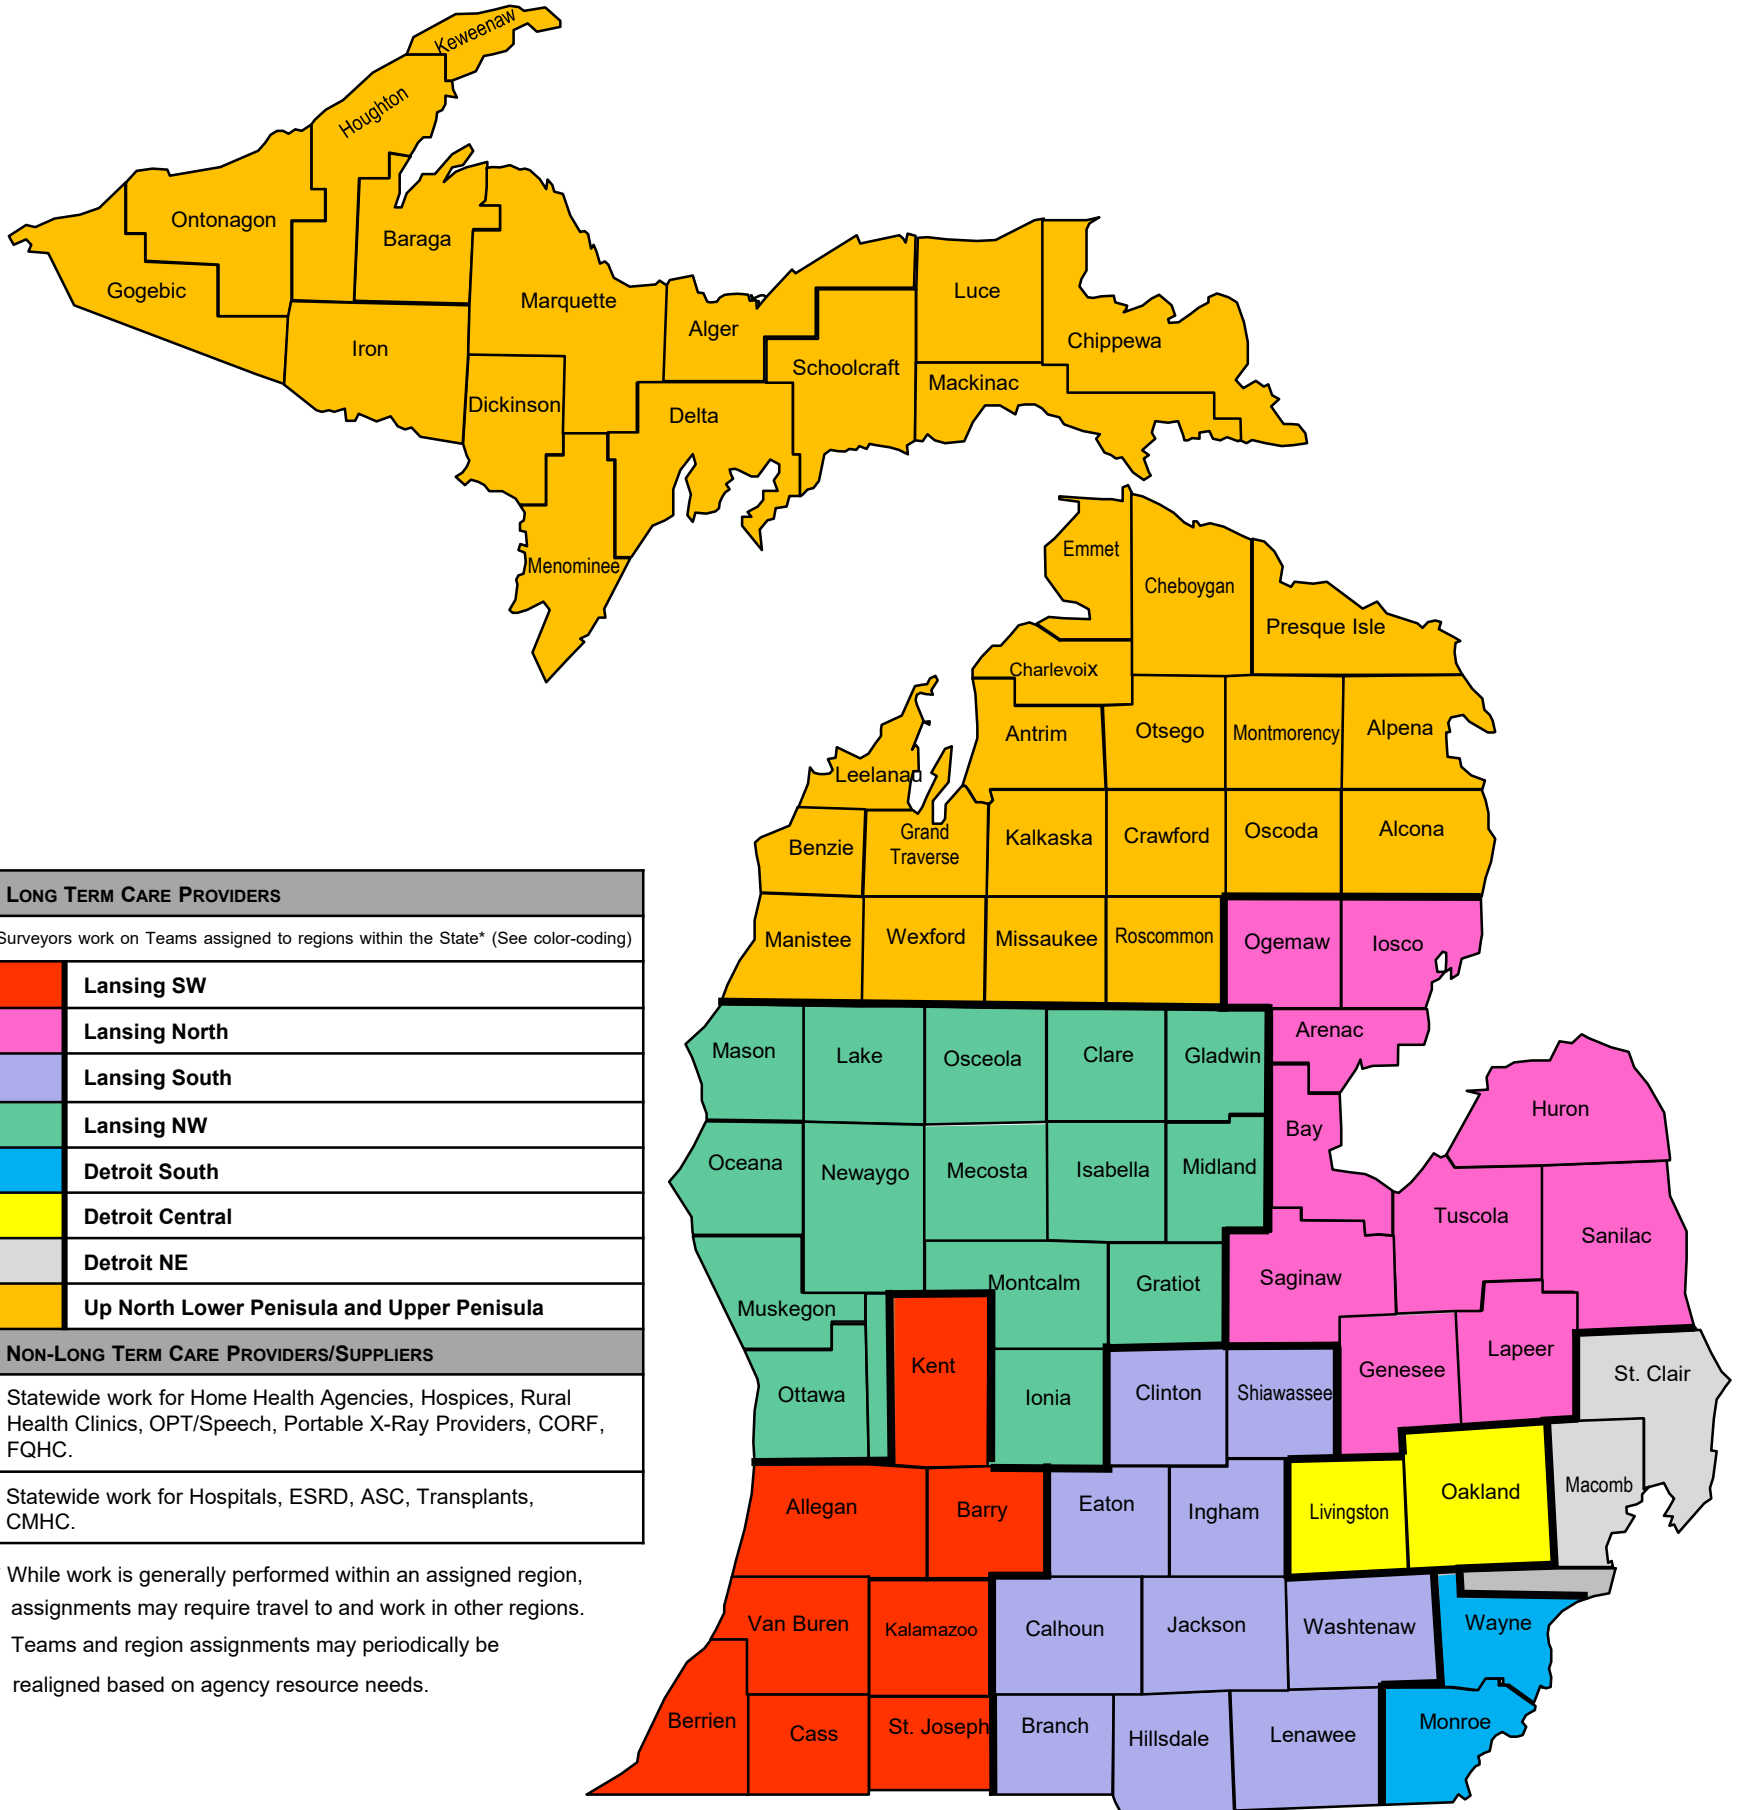 Keweenaw
Houghton
Ontonagon
Baraga
Gogebic
Marquette
Luce
Alger
Chippewa
Iron
Schoolcraft
Mackinac
Dickinson
Delta
Menominee
Emmet
Cheboygan
Presque Isle
Charlevoix
Antrim
Otsego
Montmorency
Alpena
Leelanau
Benzie
Grand
Traverse
Kalkaska
Crawford
Oscoda
Alcona
Manistee
Wexford
Missaukee
Roscommon
Ogemaw
Iosco
Arenac
Mason
Lake
Osceola
Clare
Gladwin
Huron
Bay
Oceana
Newaygo
Mecosta
Isabella
Midland
Tuscola
Sanilac
Muskegon
Montcalm
Gratiot
Saginaw
Kent
Ottawa
Ionia
Clinton
Shiawassee
Genesee
Lapeer
St. Clair
Allegan
Barry
Eaton
Ingham
Livingston
Oakland
Macomb
Van Buren
Kalamazoo
Calhoun
Jackson
Washtenaw
Wayne
Berrien
Cass
St. Joseph
Branch
Hillsdale
Lenawee
Monroe
LONG TERM CARE PROVIDERS
Surveyors work on Teams assigned to regions within the State* (See color-coding)
Lansing SW
Lansing North
Lansing South
Lansing NW
Detroit South
Detroit Central
Detroit NE
Up North Lower Penisula and Upper Penisula
NON-LONG TERM CARE PROVIDERS/SUPPLIERS
Statewide work for Home Health Agencies, Hospices, Rural
Health Clinics, OPT/Speech, Portable X-Ray Providers, CORF,
FQHC.
Statewide work for Hospitals, ESRD, ASC, Transplants,
CMHC.
While work is generally performed within an assigned region,
assignments may require travel to and work in other regions.
Teams and region assignments may periodically be
realigned based on agency resource needs.